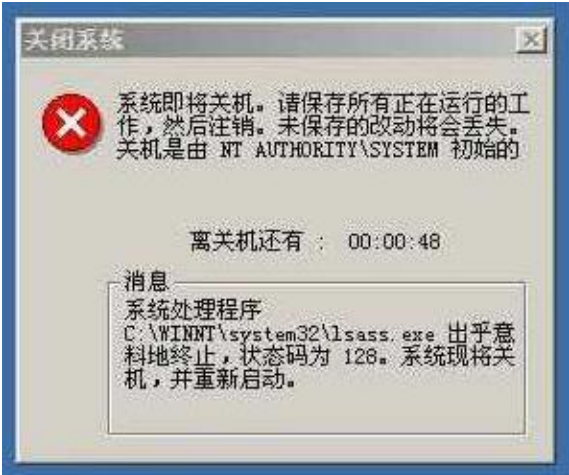 关闭系统
系统即将关机。请保存所有正在运行的工
作，然后注销。未保存的改动将会丢失。
关机是由 NT AUTHORITY\SYSTEM 初始的
离关机还有 : 00:00:48
消息
系统处理程序
C:\WINNT\system32\lsass.exe 出乎意
料地终止，状态码为 128。系统现将关
机，并重新启动。